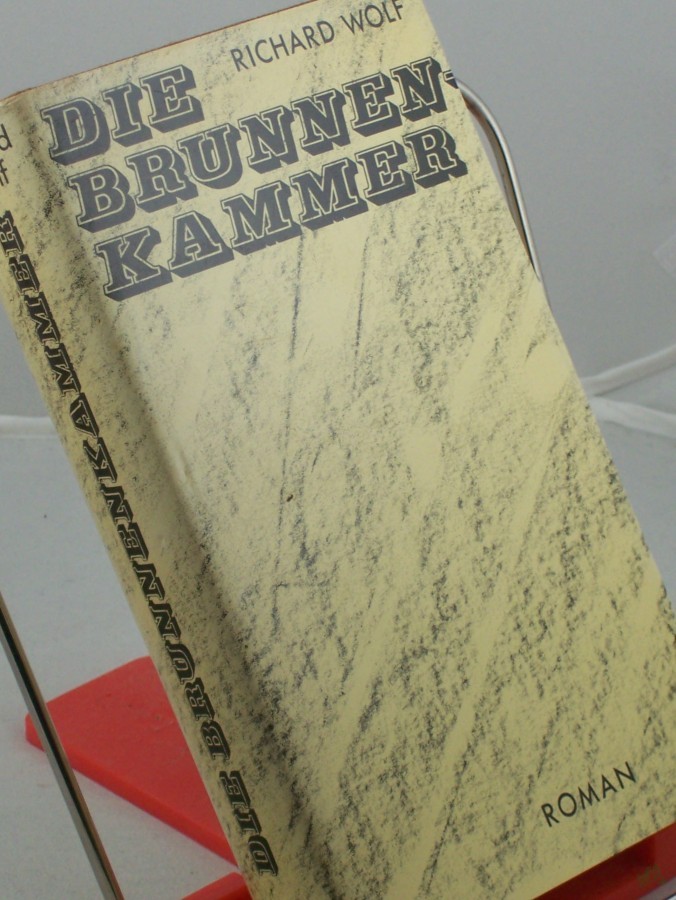 RICHARD WOLF
DIE
BRUNNEN-
KAMMER
ROMAN
DIE BRUNNENKAMMER